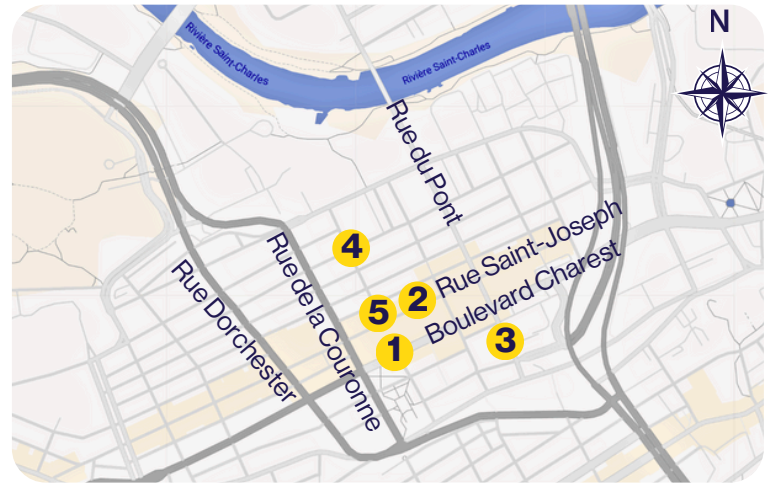 N
Rivière Saint-Charles
Rivière Saint-Charles
Rue du Pont
Rue Saint-Joseph
4
Rue de la Couronne
Boulevard Charest
Rue Dorchester
2
5
3
1